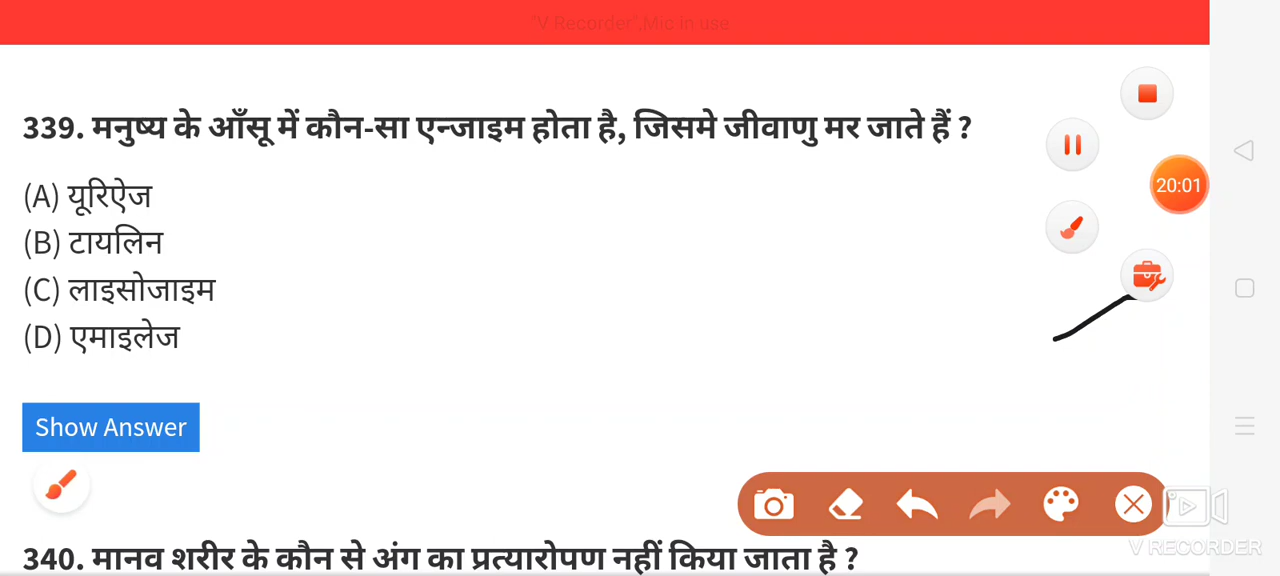 "V Recorder",Mic in use
339. मनुष्य के आँसू में कौन-सा एन्जाइम होता है, जिसमे जीवाणु मर जाते हैं ?
20:01
(A) यूरिऐज
(B) टायलिन
(C) लाइसोजाइम
(D) एमाइलेज
Show Answer
V RECORDER
340. मानव शरीर के कौन से अंग का प्रत्यारोपण नहीं किया जाता है ?